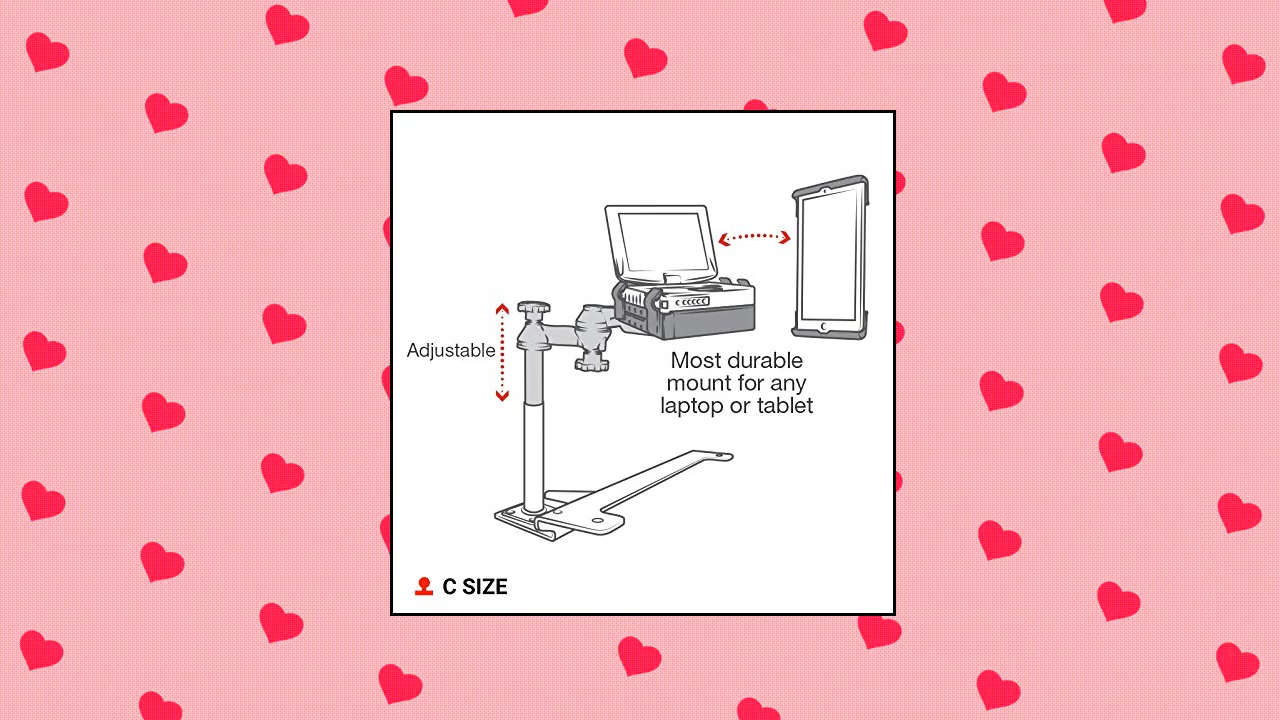 Adjustable
Most durable
mount for any
laptop or tablet
C SIZE